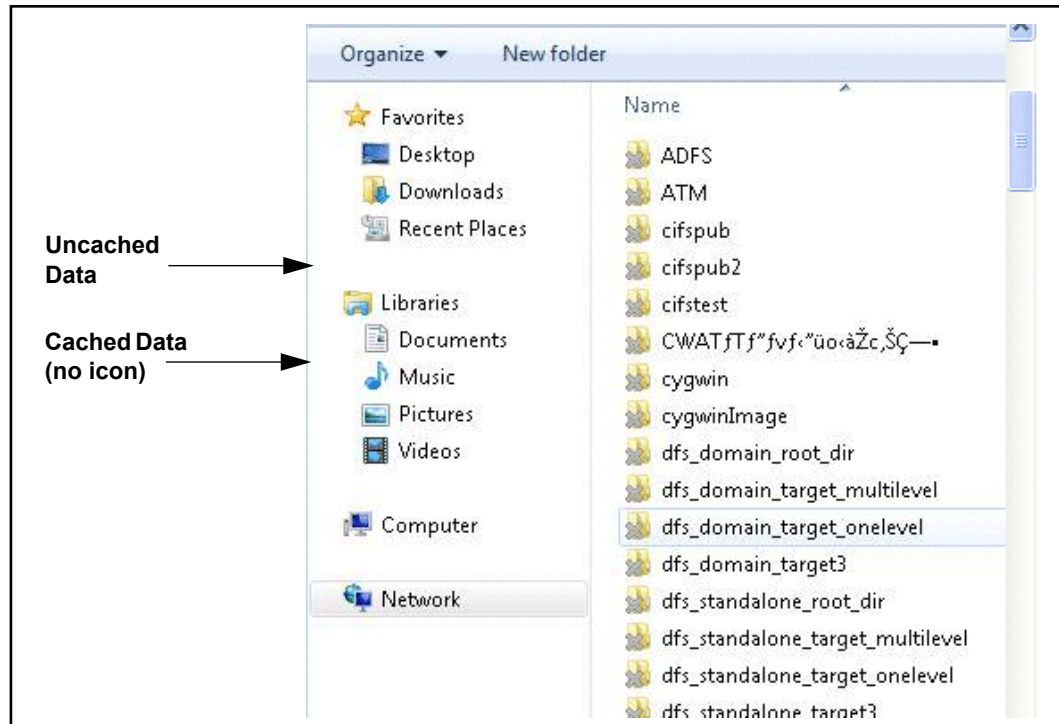 Organize
New folder
Favorites
Desktop
Downloads
Recent Places
Uncached
Data
Libraries
Cached Data
(no icon)
Documents
Music
Pictures
Videos
Computer
Network
Name
ADFS
ATM
cifspub
cifspub2
cifstest
CWATƒTƒ"ƒvƒ‹"üo‹àŽc‚ŠÇ—▪
cygwin
cygwinImage
dfs_domain_root_dir
dfs_domain_target_multilevel
dfs_domain_target_onelevel
dfs_domain_target3
dfs_standalone_root_dir
dfs_standalone_target_multilevel
dfs_standalone_target_onelevel
dfs_standalone_target3